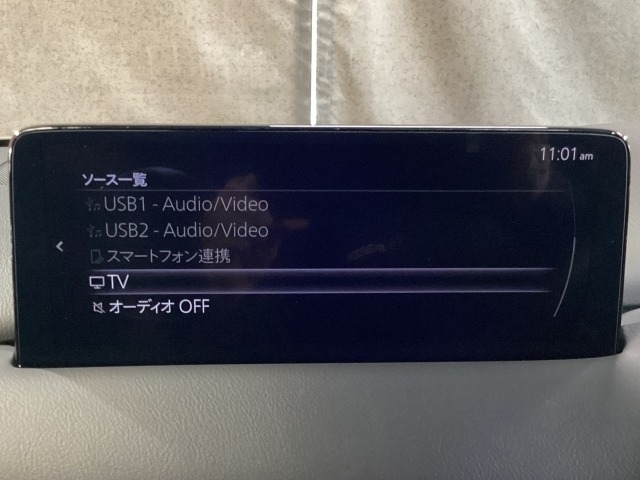 11:01am
ソース一覧
USB1 - Audio/Video
USB2 - Audio/Video
スマートフォン連携
TV
オーディオ OFF